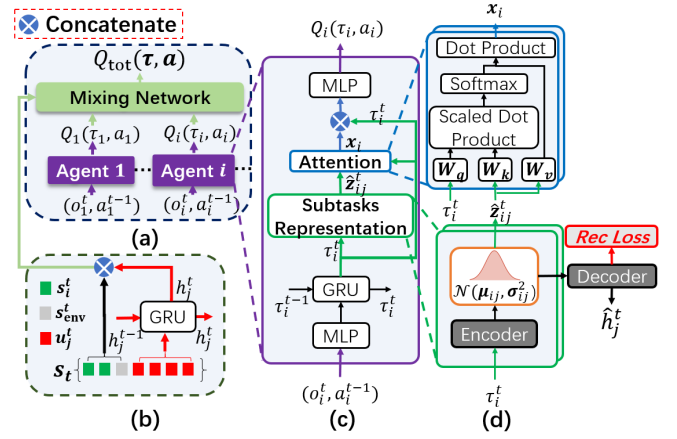 Concatenate
Q_tot(τ, a)
Mixing Network
Q_1(τ_1, a_1) Q_i(τ_i, a_i)
Agent 1 Agent i ...
(o_1^t, a_1^{t-1}) (o_i^t, a_i^{t-1})
(a)
s_i^t
s_env^t
u_j^t
h_j^t
GRU
h_j^{t-1} h_j^t
s_t
(b)
Q_i(τ_i, a_i)
MLP
τ_i^t
x_i
Attention
ẑ_ij^t
Subtasks
Representation
τ_i^t
τ_i^{t-1} GRU τ_i^t
MLP
(o_i^t, a_i^{t-1})
(c)
x_i
Dot Product
Softmax
Scaled Dot
Product
W_q W_k W_v
τ_i^t ẑ_ij^t
N(μ_ij, σ_ij^2)
Rec Loss
Decoder
ĥ_j^t
Encoder
τ_i^t
(d)